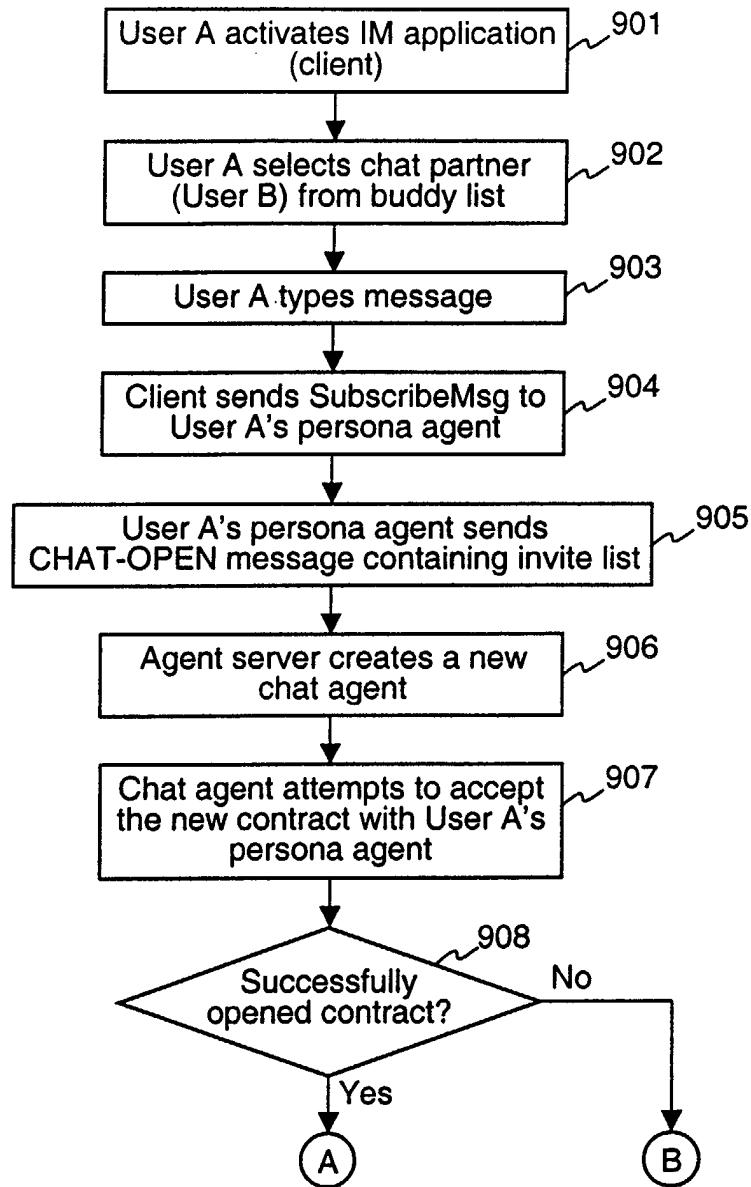 User A activates IM application
(client)
901
User A selects chat partner
(User B) from buddy list
902
User A types message
903
Client sends SubscribeMsg to
User A's persona agent
904
User A's persona agent sends
CHAT-OPEN message containing invite list
905
Agent server creates a new
chat agent
906
Chat agent attempts to accept
the new contract with User A's
persona agent
907
Successfully
opened contract?
908
No
Yes
A
B